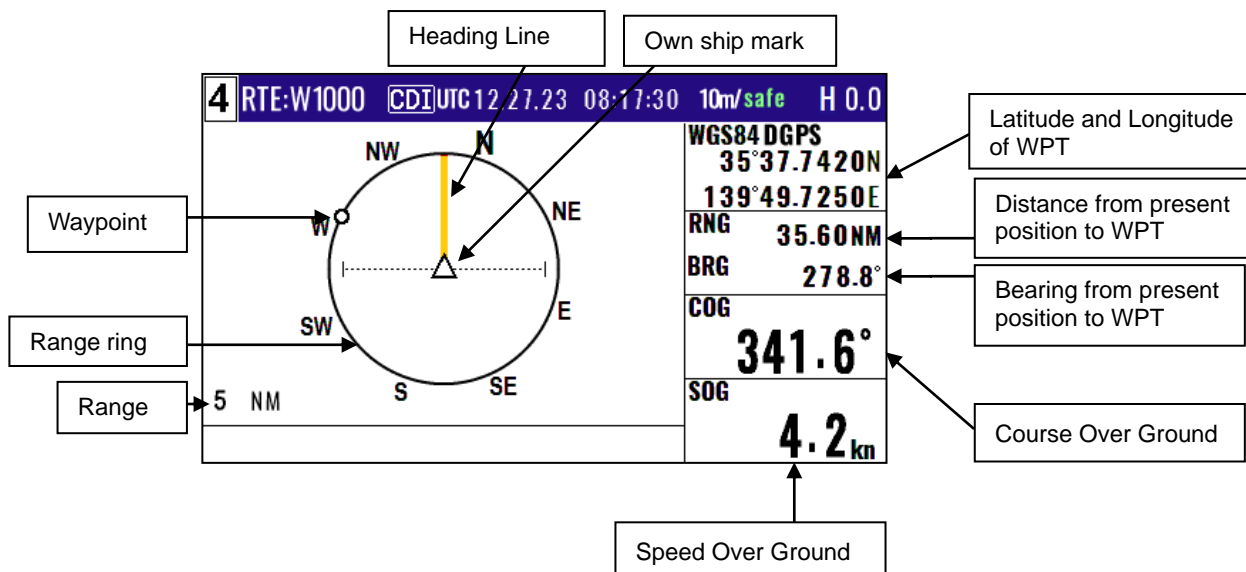 Heading Line
Own ship mark
4 RTE:W1000 CDI UTC 12.27.23 08:17:30 10m/safe H 0.0
Latitude and Longitude
of WPT
WGS84 DGPS
35°37.7420N
139°49.7250E
N
NW
NE
W
E
SW
SE
S
Waypoint
RNG 35.60NM
Distance from present
position to WPT
BRG 278.8°
Bearing from present
position to WPT
Range ring
COG
341.6°
Range
5 NM
SOG
4.2kn
Course Over Ground
Speed Over Ground